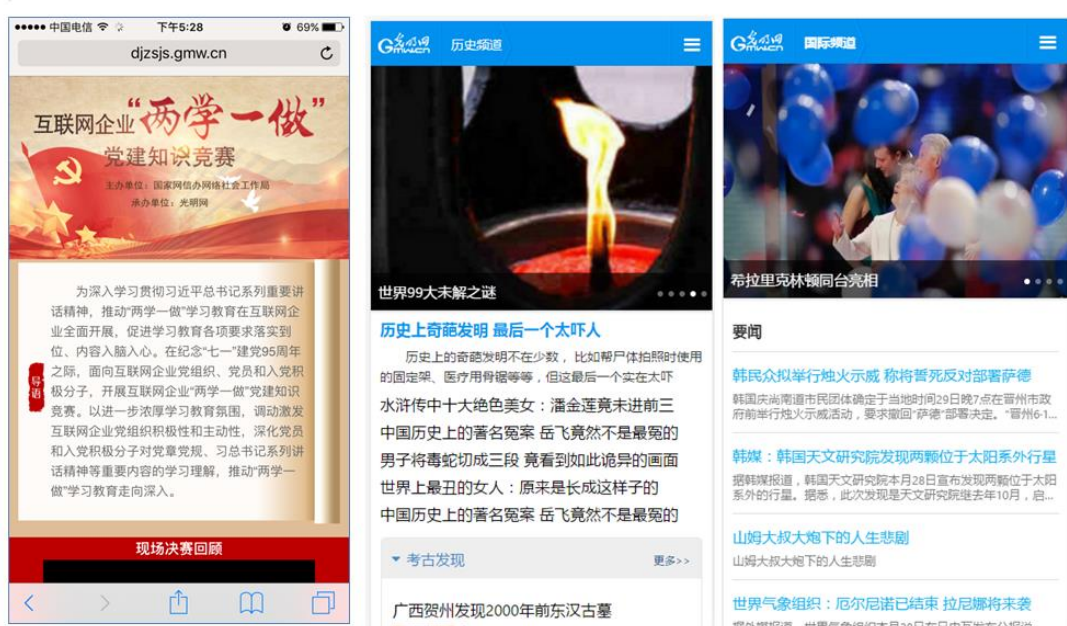 中国电信
下午5:28
69%
djzsjs.gmw.cn
互联网企业“两学一做”
党建知识竞赛
主办单位：国家网信办网络社会工作局
承办单位：光明网
导语
为深入学习贯彻习近平总书记系列重要讲
话精神，推动“两学一做”学习教育在互联网企
业全面开展，促进学习教育各项要求落实到
位、内容入脑入心。在纪念“七一”建党95周年
之际，面向互联网企业党组织、党员和入党积
极分子，开展互联网企业“两学一做”党建知识
竞赛。以进一步浓厚学习教育氛围，调动激发
互联网企业党组织积极性和主动性，深化党员
和入党积极分子对党章党规、习总书记系列讲
话精神等重要内容的学习理解，推动“两学一
做”学习教育走向深入。
现场决赛回顾
光明网
Gmw.cn
历史频道
世界99大未解之谜
历史上奇葩发明 最后一个太吓人
历史上的奇葩发明不在少数，比如帮尸体拍照时使用
的固定架、医疗用骨锯等等，但这最后一个实在太吓
水浒传中十大绝色美女：潘金莲竟未进前三
中国历史上的著名冤案 岳飞竟然不是最冤的
男子将毒蛇切成三段 竟看到如此诡异的画面
世界上最丑的女人：原来是长成这样子的
中国历史上的著名冤案 岳飞竟然不是最冤的
考古发现
更多>>
广西贺州发现2000年前东汉古墓
光明网
Gmw.cn
国际频道
希拉里克林顿同台亮相
要闻
韩民众拟举行烛火示威 称将誓死反对部署萨德
韩国庆尚南道市民团体确定于当地时间29日晚7点在晋州市政
府前举行烛火示威活动，要求撤回“萨德”部署决定。“晋州6·1...
韩媒：韩国天文研究院发现两颗位于太阳系外行星
据韩媒报道，韩国天文研究院本月28日宣布发现两颗位于太阳
系外的行星。据悉，此次发现是天文研究院继去年10月，启...
山姆大叔大炮下的人生悲剧
山姆大叔大炮下的人生悲剧
世界气象组织：厄尔尼诺已结束 拉尼娜将来袭